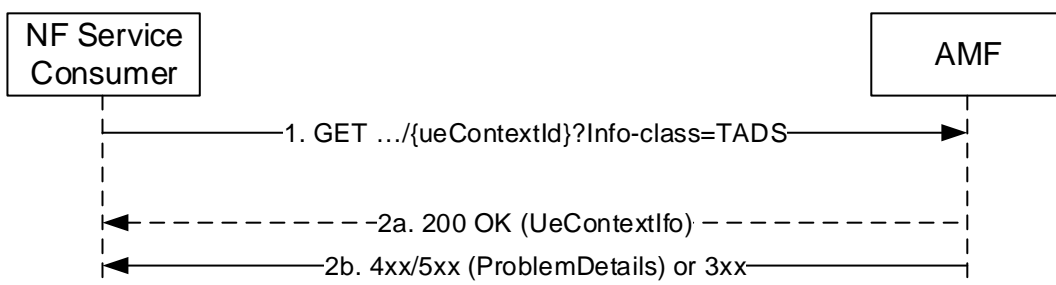 NF Service
Consumer
AMF
1. GET …/{ueContextId}?Info-class=TADS
2a. 200 OK (UeContextIfo)
2b. 4xx/5xx (ProblemDetails) or 3xx